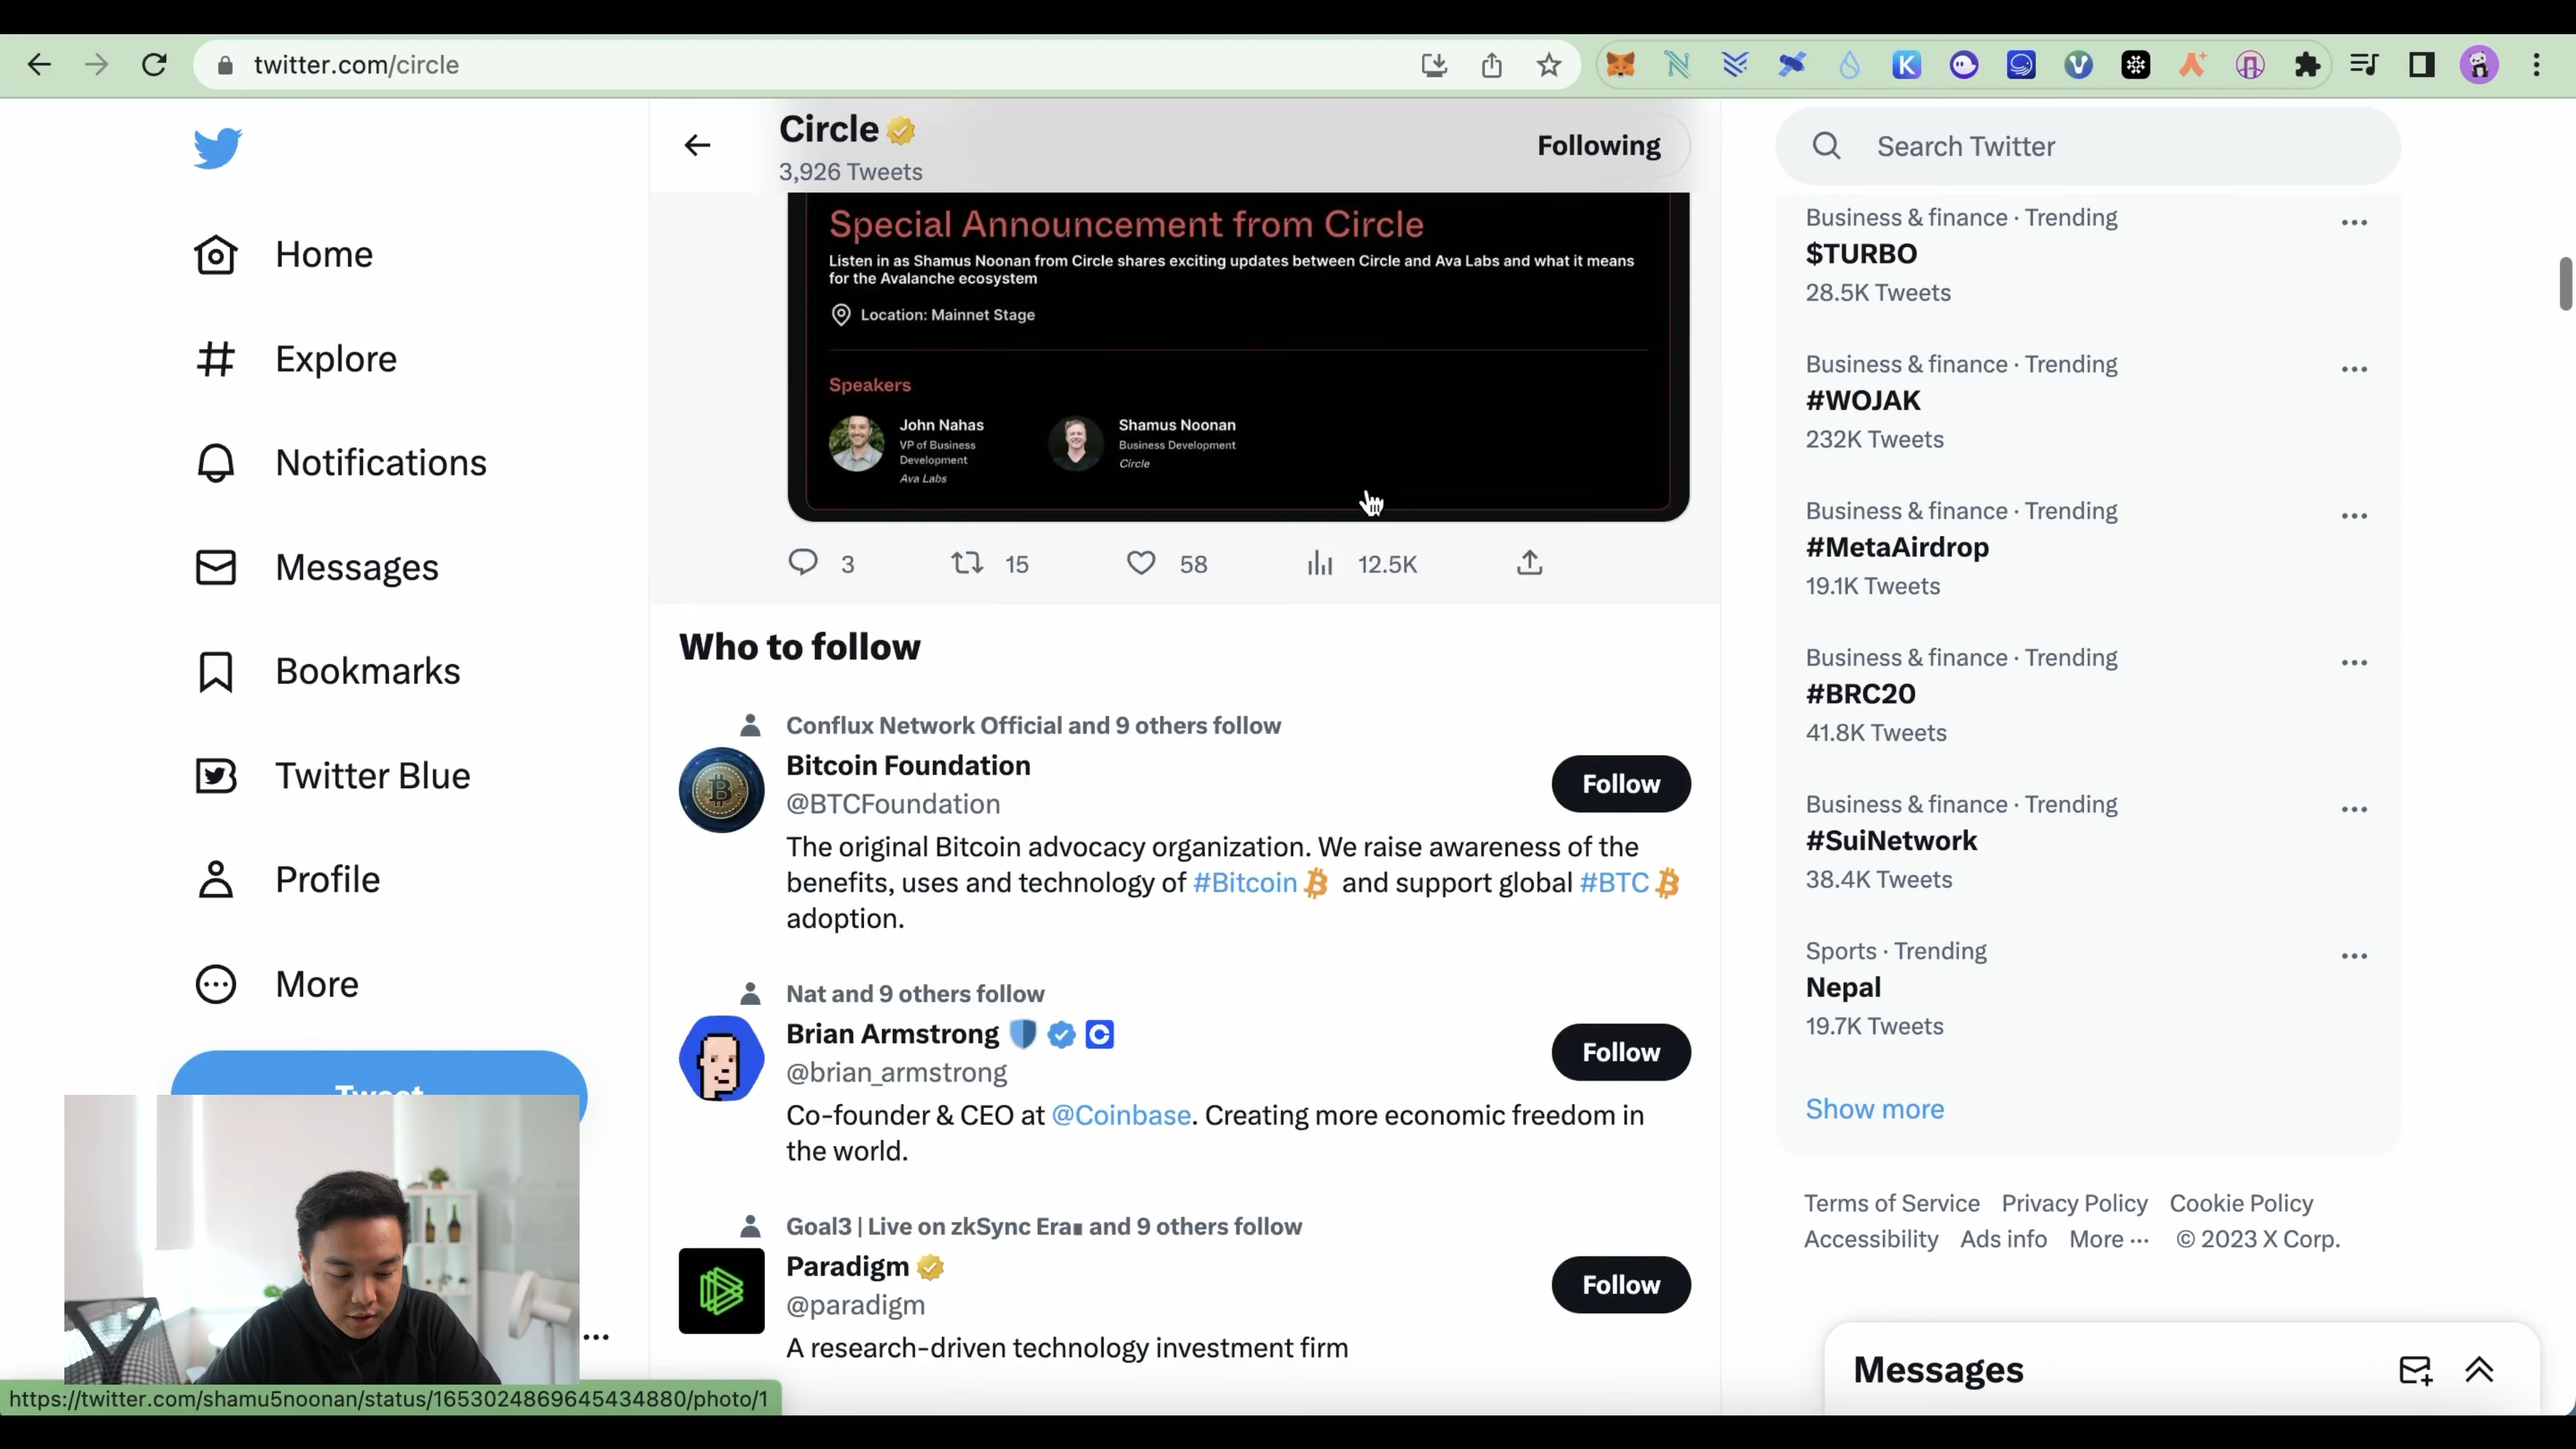 twitter.com/circle
Circle
3,926 Tweets
Following
Search Twitter
Home
Explore
Notifications
Messages
Bookmarks
Twitter Blue
Profile
More
Tweet
Special Announcement from Circle
Listen in as Shamus Noonan from Circle shares exciting updates between Circle and Ava Labs and what it means
for the Avalanche ecosystem
Location: Mainnet Stage
Speakers
John Nahas
VP of Business
Development
Ava Labs
Shamus Noonan
Business Development
Circle
3 15 58 12.5K
Who to follow
Conflux Network Official and 9 others follow
Bitcoin Foundation
@BTCFoundation
Follow
The original Bitcoin advocacy organization. We raise awareness of the
benefits, uses and technology of #Bitcoin and support global #BTC
adoption.
Nat and 9 others follow
Brian Armstrong
@brian_armstrong
Follow
Co-founder & CEO at @Coinbase. Creating more economic freedom in
the world.
Goal3 | Live on zkSync Era∎ and 9 others follow
Paradigm
@paradigm
Follow
A research-driven technology investment firm
Business & finance · Trending
$TURBO
28.5K Tweets
Business & finance · Trending
#WOJAK
232K Tweets
Business & finance · Trending
#MetaAirdrop
19.1K Tweets
Business & finance · Trending
#BRC20
41.8K Tweets
Business & finance · Trending
#SuiNetwork
38.4K Tweets
Sports · Trending
Nepal
19.7K Tweets
Show more
Terms of Service Privacy Policy Cookie Policy
Accessibility Ads info More ··· © 2023 X Corp.
Messages
https://twitter.com/shamu5noonan/status/1653024869645434880/photo/1